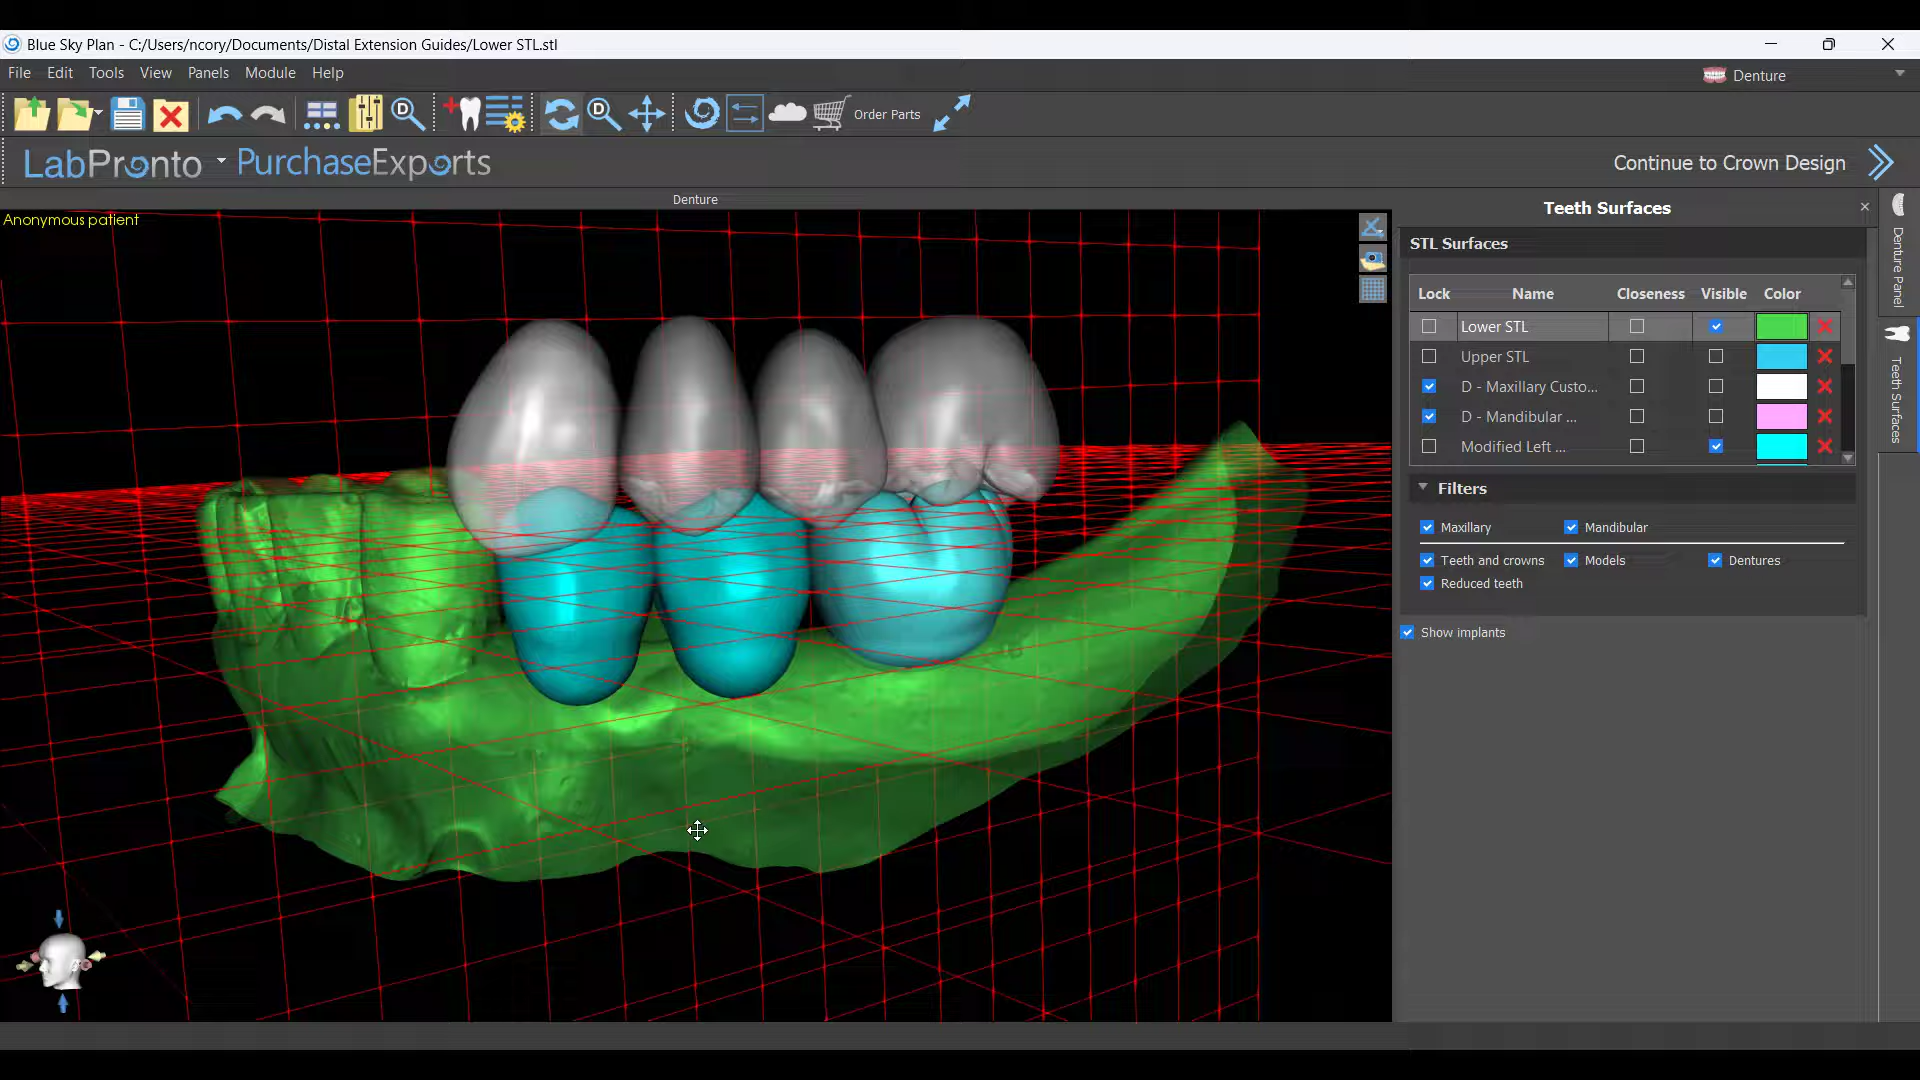 Blue Sky Plan - C:/Users/ncory/Documents/Distal Extension Guides/Lower STL.stl
File Edit Tools View Panels Module Help
Denture
Order Parts
LabPronto PurchaseExports
Continue to Crown Design
Denture
Anonymous patient
Teeth Surfaces
STL Surfaces
Lock Name Closeness Visible Color
Lower STL
Upper STL
D - Maxillary Custo...
D - Mandibular ...
Modified Left ...
Filters
Maxillary Mandibular
Teeth and crowns Models Dentures
Reduced teeth
Show implants
Denture Panel
Teeth Surfaces